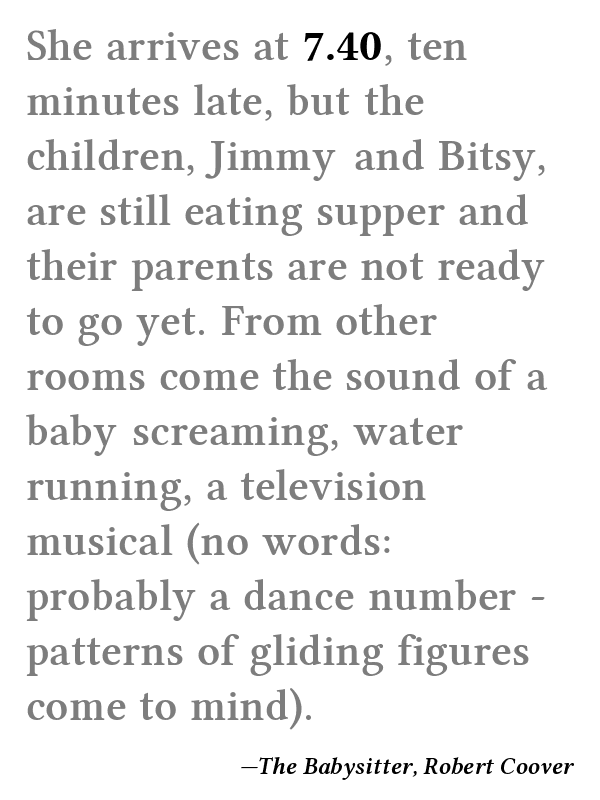 She arrives at 7.40, ten
minutes late, but the
children, Jimmy and Bitsy,
are still eating supper and
their parents are not ready
to go yet. From other
rooms come the sound of a
baby screaming, water
running, a television
musical (no words:
probably a dance number -
patterns of gliding figures
come to mind).
—The Babysitter, Robert Coover